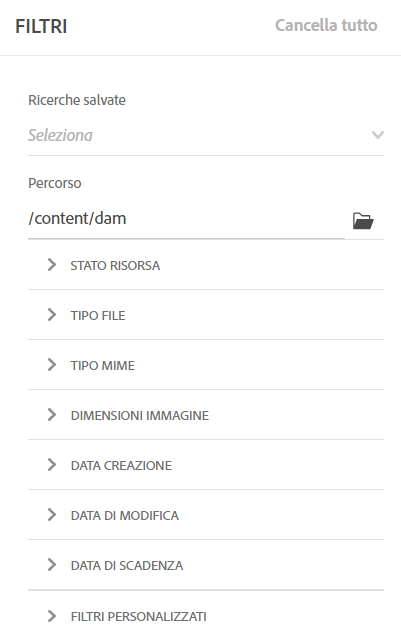 FILTRI
Cancella tutto
Ricerche salvate
Seleziona
Percorso
/content/dam
STATO RISORSA
TIPO FILE
TIPO MIME
DIMENSIONI IMMAGINE
DATA CREAZIONE
DATA DI MODIFICA
DATA DI SCADENZA
FILTRI PERSONALIZZATI